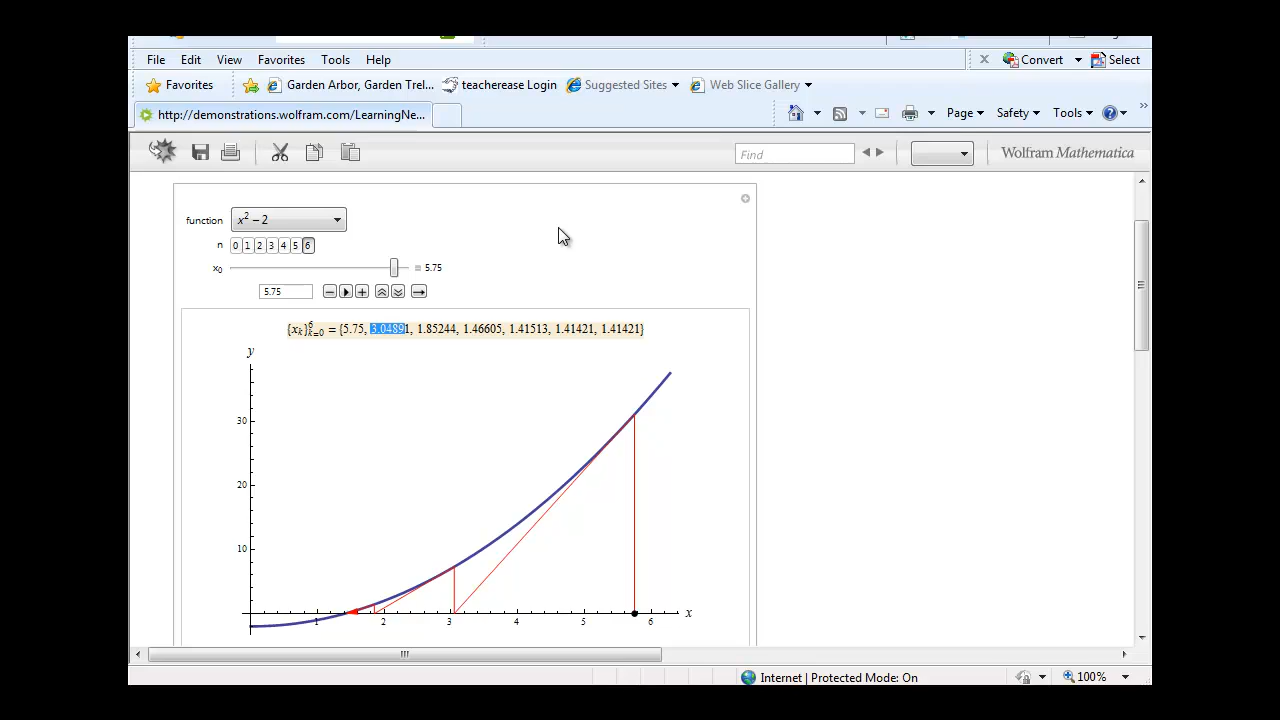 File Edit View Favorites Tools Help
Convert Select
Favorites Garden Arbor, Garden Trel... teacherease Login Suggested Sites Web Slice Gallery
http://demonstrations.wolfram.com/LearningNe...
Page Safety Tools
Find
Wolfram Mathematica
function x² − 2
n 0 1 2 3 4 5 6
x₀ = 5.75
5.75
{xₖ}⁶ₖ₌₀ = {5.75, 3.04891, 1.85244, 1.46605, 1.41513, 1.41421, 1.41421}
y
30
20
10
x
1 2 3 4 5 6
Internet | Protected Mode: On
100%